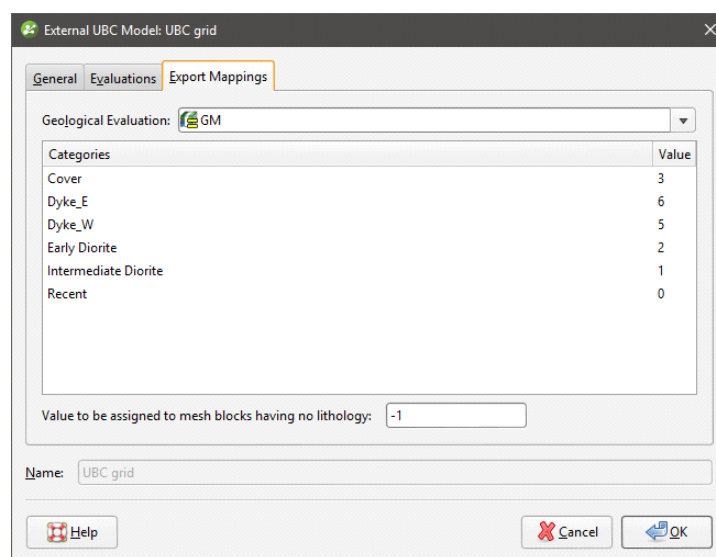 External UBC Model: UBC grid
General Evaluations Export Mappings
Geological Evaluation: GM
Categories Value
Cover 3
Dyke_E 6
Dyke_W 5
Early Diorite 2
Intermediate Diorite 1
Recent 0
Value to be assigned to mesh blocks having no lithology: -1
Name: UBC grid
Help Cancel OK